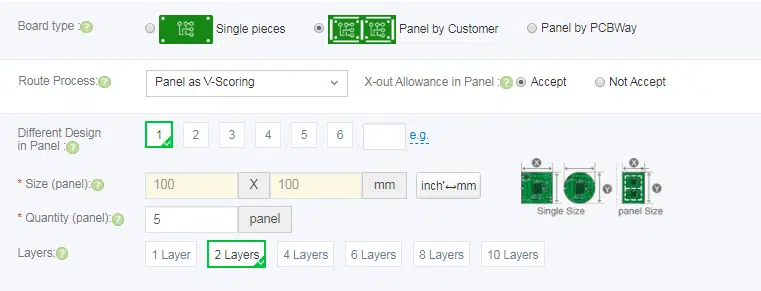 Board type : Single pieces Panel by Customer Panel by PCBWay
Route Process: Panel as V-Scoring X-out Allowance in Panel : Accept Not Accept
Different Design
in Panel : 1 2 3 4 5 6 e.g.
* Size (panel): 100 X 100 mm inch'↔mm
X X
Y Y
Single Size panel Size
* Quantity (panel): 5 panel
Layers: 1 Layer 2 Layers 4 Layers 6 Layers 8 Layers 10 Layers